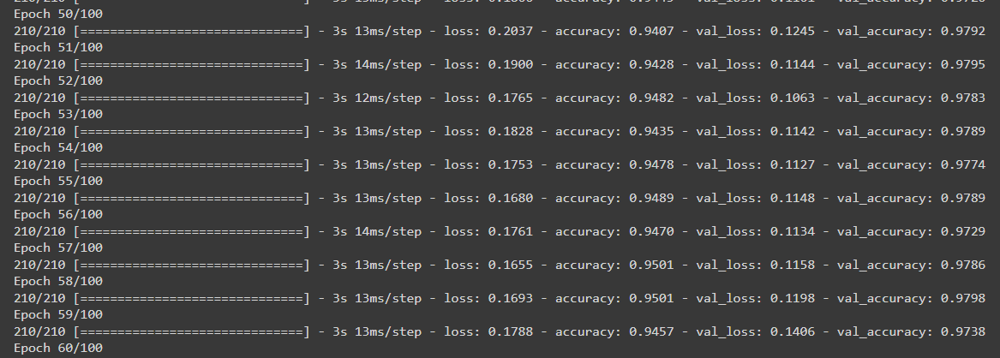 Epoch 50/100
210/210 [==============================] - 3s 13ms/step - loss: 0.2037 - accuracy: 0.9407 - val_loss: 0.1245 - val_accuracy: 0.9792
Epoch 51/100
210/210 [==============================] - 3s 14ms/step - loss: 0.1900 - accuracy: 0.9428 - val_loss: 0.1144 - val_accuracy: 0.9795
Epoch 52/100
210/210 [==============================] - 3s 12ms/step - loss: 0.1765 - accuracy: 0.9482 - val_loss: 0.1063 - val_accuracy: 0.9783
Epoch 53/100
210/210 [==============================] - 3s 13ms/step - loss: 0.1828 - accuracy: 0.9435 - val_loss: 0.1142 - val_accuracy: 0.9789
Epoch 54/100
210/210 [==============================] - 3s 13ms/step - loss: 0.1753 - accuracy: 0.9478 - val_loss: 0.1127 - val_accuracy: 0.9774
Epoch 55/100
210/210 [==============================] - 3s 13ms/step - loss: 0.1680 - accuracy: 0.9489 - val_loss: 0.1148 - val_accuracy: 0.9789
Epoch 56/100
210/210 [==============================] - 3s 14ms/step - loss: 0.1761 - accuracy: 0.9470 - val_loss: 0.1134 - val_accuracy: 0.9729
Epoch 57/100
210/210 [==============================] - 3s 13ms/step - loss: 0.1655 - accuracy: 0.9501 - val_loss: 0.1158 - val_accuracy: 0.9786
Epoch 58/100
210/210 [==============================] - 3s 13ms/step - loss: 0.1693 - accuracy: 0.9501 - val_loss: 0.1198 - val_accuracy: 0.9798
Epoch 59/100
210/210 [==============================] - 3s 13ms/step - loss: 0.1788 - accuracy: 0.9457 - val_loss: 0.1406 - val_accuracy: 0.9738
Epoch 60/100